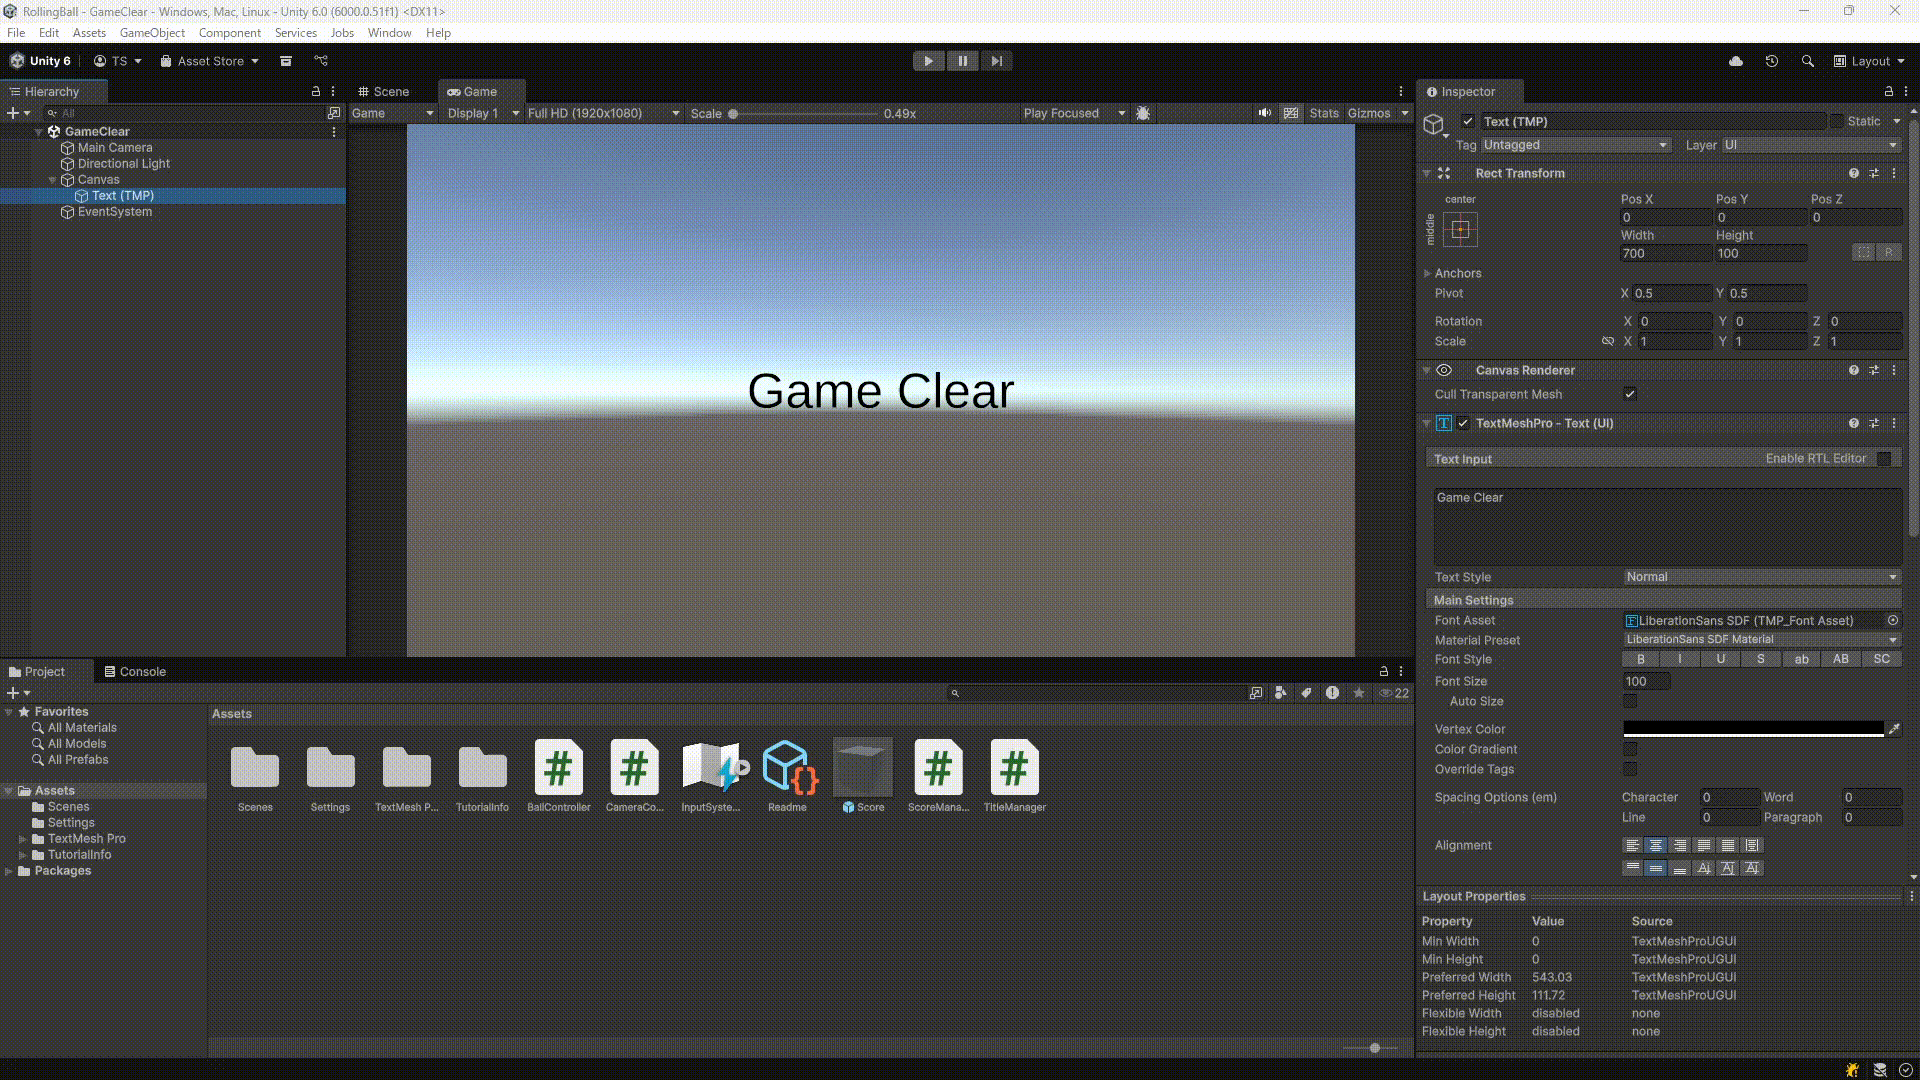 RollingBall - GameClear - Windows, Mac, Linux - Unity 6.0 (6000.0.51f1) <DX11>
File Edit Assets GameObject Component Services Jobs Window Help
Unity 6 TS Asset Store Layout
Hierarchy
All
GameClear
Main Camera
Directional Light
Canvas
Text (TMP)
EventSystem
Scene Game
Game Display 1 Full HD (1920x1080) Scale 0.49x Play Focused Stats Gizmos
Game Clear
Inspector
Text (TMP) Static
Tag Untagged Layer UI
Rect Transform
center
middle
Pos X Pos Y Pos Z
0 0 0
Width Height
700 100 R
Anchors
Pivot X 0.5 Y 0.5
Rotation X 0 Y 0 Z 0
Scale X 1 Y 1 Z 1
Canvas Renderer
Cull Transparent Mesh
TextMeshPro - Text (UI)
Text Input Enable RTL Editor
Game Clear
Text Style Normal
Main Settings
Font Asset LiberationSans SDF (TMP_Font Asset)
Material Preset LiberationSans SDF Material
Font Style B I U S ab AB SC
Font Size 100
Auto Size
Vertex Color
Color Gradient
Override Tags
Spacing Options (em) Character 0 Word 0
Line 0 Paragraph 0
Alignment
Layout Properties
Property Value Source
Min Width 0 TextMeshProUGUI
Min Height 0 TextMeshProUGUI
Preferred Width 543.03 TextMeshProUGUI
Preferred Height 111.72 TextMeshProUGUI
Flexible Width disabled none
Flexible Height disabled none
Project Console
22
Favorites
All Materials
All Models
All Prefabs
Assets
Scenes
Settings
TextMesh Pro
TutorialInfo
Packages
Assets
Scenes Settings TextMesh P... TutorialInfo BallController CameraCo... InputSyste... Readme Score ScoreMana... TitleManager